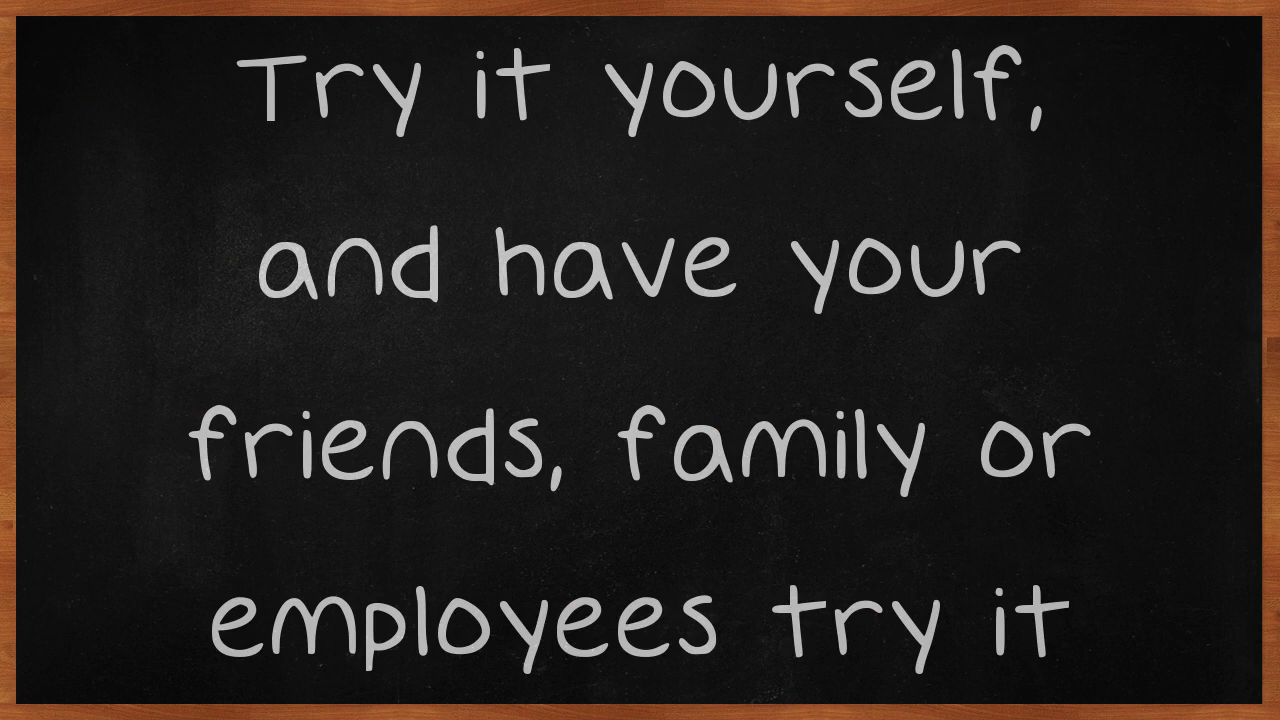 Try it yourself,
and have your
friends, family or
employees try it